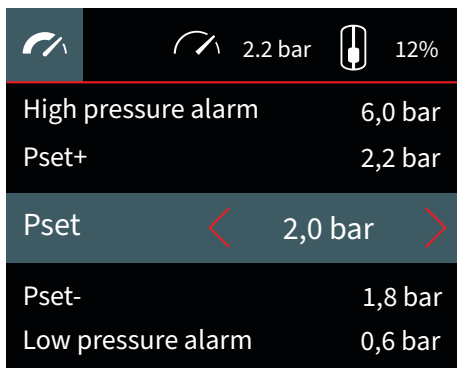 2.2 bar 12%
High pressure alarm 6,0 bar
Pset+ 2,2 bar
Pset 2,0 bar
Pset- 1,8 bar
Low pressure alarm 0,6 bar